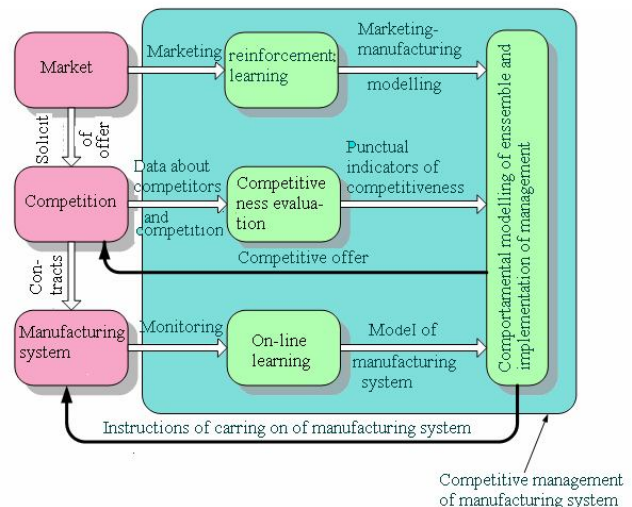 Market
Marketing
reinforcement;
learning
Marketing-
manufacturing
modelling
Solicit
of offer
Competition
Data about
competitors
and
competition
Competitive
ness evalua-
tion
Punctual
indicators of
competitiveness
Competitive offer
Con-
tracts
Manufacturing
system
Monitoring
On-line
learning
Model of
manufacturing
system
Comportamental modelling of enssemble and
implementation of management
Instructions of carring on of manufacturing system
Competitive management
of manufacturing system